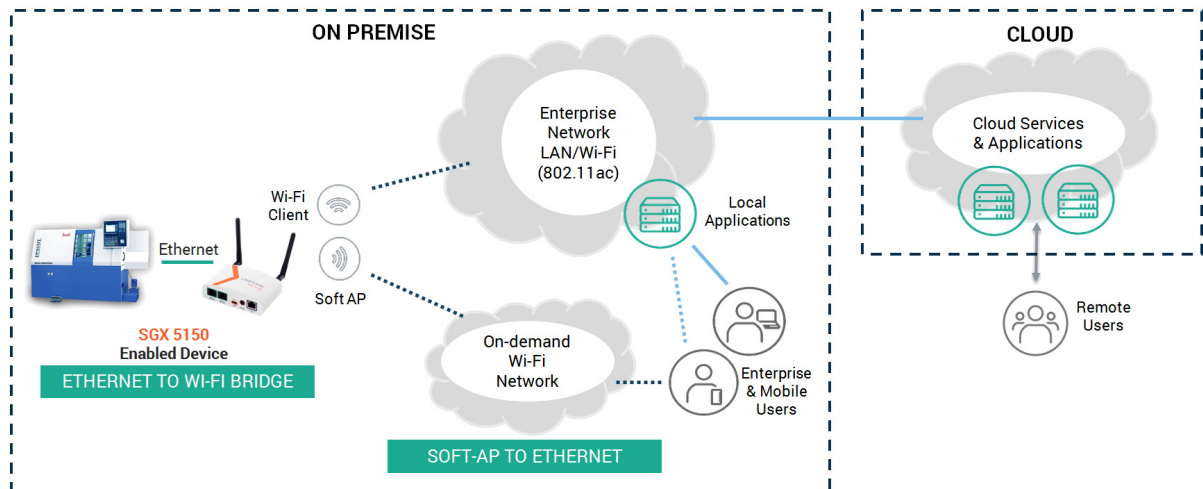 ON PREMISE
CLOUD
Enterprise
Network
LAN/Wi-Fi
(802.11ac)
Cloud Services
& Applications
Wi-Fi
Client
Local
Applications
Ethernet
Soft AP
Remote
Users
SGX 5150
Enabled Device
ETHERNET TO WI-FI BRIDGE
On-demand
Wi-Fi
Network
Enterprise
& Mobile
Users
SOFT-AP TO ETHERNET